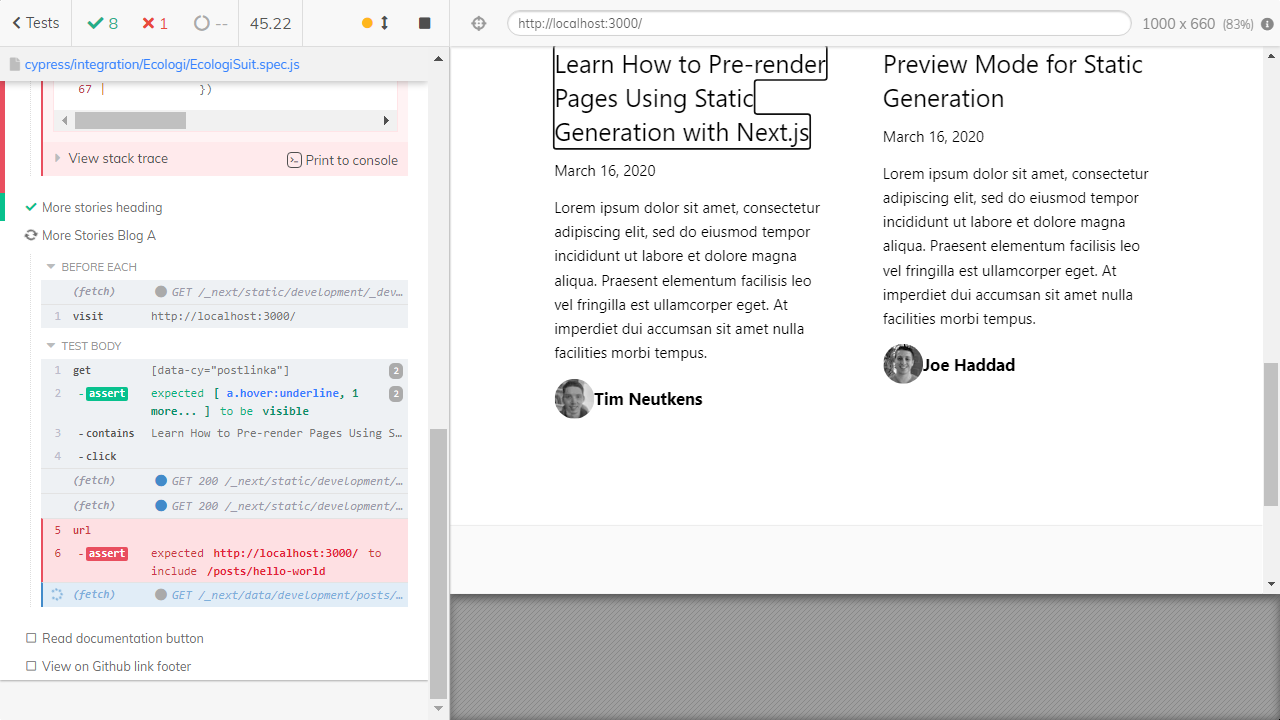 Tests
8
1
--
45.22
http://localhost:3000/
1000 x 660 (83%)
cypress/integration/Ecologi/EcologiSuit.spec.js
67 | })
View stack trace
Print to console
More stories heading
More Stories Blog A
BEFORE EACH
(fetch) GET /_next/static/development/_dev…
1 visit http://localhost:3000/
TEST BODY
1 get [data-cy="postlinka"] 2
2 -assert expected [ a.hover:underline, 1 2
more... ] to be visible
3 -contains Learn How to Pre-render Pages Using S…
4 -click
(fetch) GET 200 /_next/static/development/…
(fetch) GET 200 /_next/static/development/…
5 url
6 -assert expected http://localhost:3000/ to
include /posts/hello-world
(fetch) GET /_next/data/development/posts/…
Read documentation button
View on Github link footer
Learn How to Pre-render
Pages Using Static
Generation with Next.js
March 16, 2020
Lorem ipsum dolor sit amet, consectetur
adipiscing elit, sed do eiusmod tempor
incididunt ut labore et dolore magna
aliqua. Praesent elementum facilisis leo
vel fringilla est ullamcorper eget. At
imperdiet dui accumsan sit amet nulla
facilities morbi tempus.
Tim Neutkens
Preview Mode for Static
Generation
March 16, 2020
Lorem ipsum dolor sit amet, consectetur
adipiscing elit, sed do eiusmod tempor
incididunt ut labore et dolore magna
aliqua. Praesent elementum facilisis leo
vel fringilla est ullamcorper eget. At
imperdiet dui accumsan sit amet nulla
facilities morbi tempus.
Joe Haddad